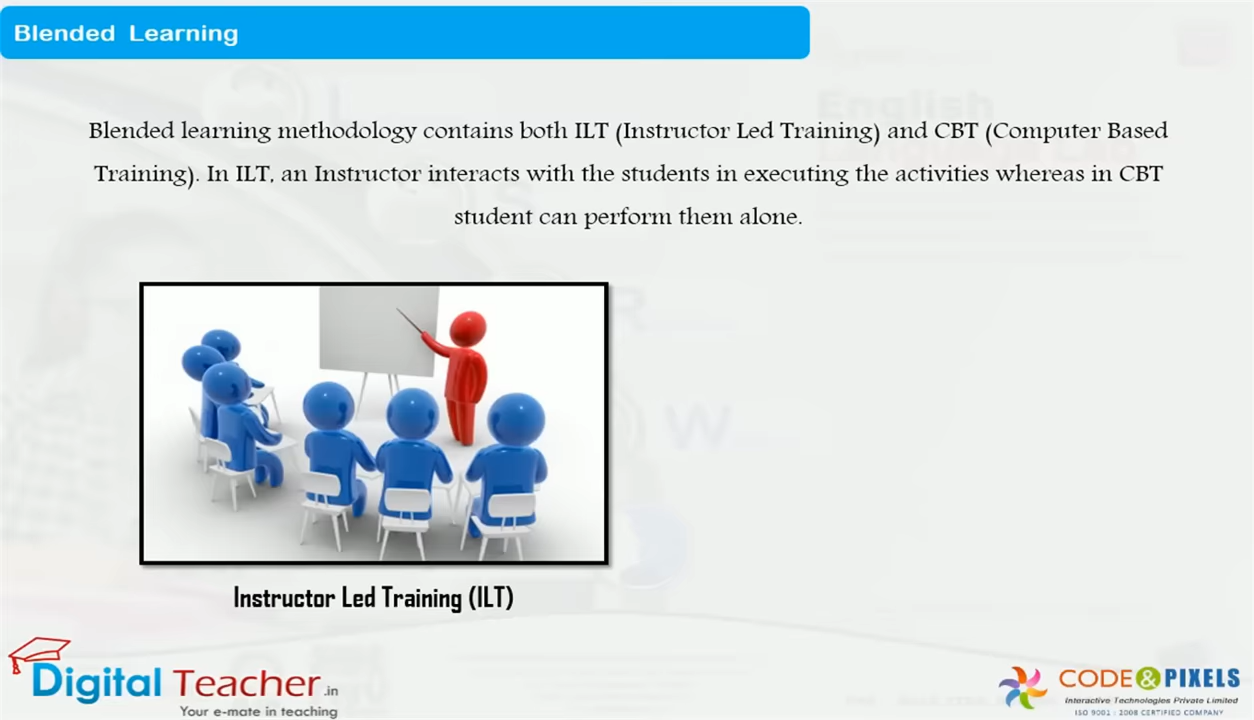 Blended Learning
Blended learning methodology contains both ILT (Instructor Led Training) and CBT (Computer Based
Training). In ILT, an Instructor interacts with the students in executing the activities whereas in CBT
student can perform them alone.
Instructor Led Training (ILT)
Digital Teacher.in
Your e-mate in teaching
CODE&PIXELS
Interactive Technologies Private Limited
ISO 9001 : 2008 CERTIFIED COMPANY
English
Language Lab
L
S
R
W